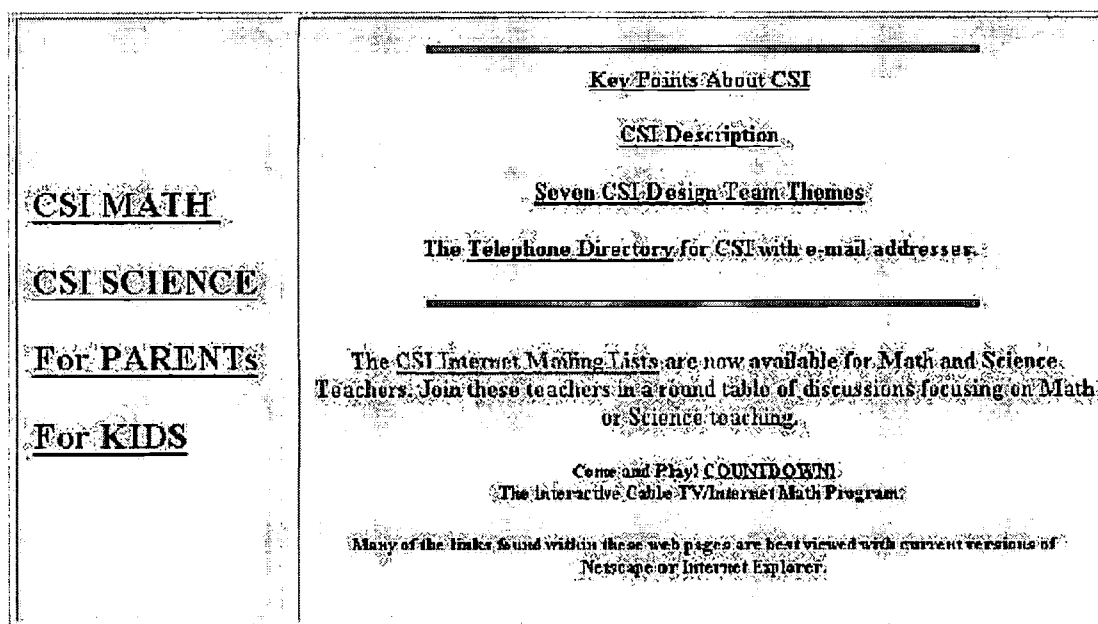 CSI MATH
CSI SCIENCE
For PARENTs
For KIDS
Key Points About CSI
CSI Description
Seven CSI Design Team Themes
The Telephone Directory for CSI with e-mail addresses.
The CSI Internet Mailing Lists are now available for Math and Science
Teachers. Join these teachers in a round table of discussions focusing on Math
or Science teaching.
Come and Play! COUNTDOWN!
The Interactive Cable TV/Internet Math Program.
Many of the links found within these web pages are best viewed with current versions of
Netscape or Internet Explorer.